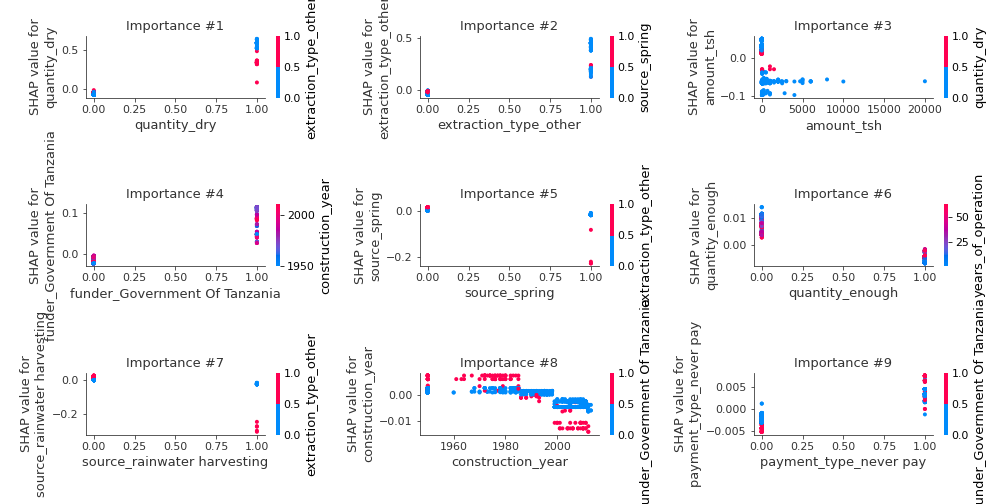 Importance #1
SHAP value for
quantity_dry
0.5
0.0
0.00 0.25 0.50 0.75 1.00
quantity_dry
1.0
0.5
0.0
extraction_type_other
Importance #2
SHAP value for
extraction_type_other
0.5
0.0
0.00 0.25 0.50 0.75 1.00
extraction_type_other
1.0
0.5
0.0
source_spring
Importance #3
SHAP value for
amount_tsh
0.0
−0.1
0 5000 10000 15000 20000
amount_tsh
1.0
0.5
0.0
quantity_dry
Importance #4
SHAP value for
funder_Government Of Tanzania
0.1
0.0
0.00 0.25 0.50 0.75 1.00
funder_Government Of Tanzania
2000
1950
construction_year
Importance #5
SHAP value for
source_spring
0.0
−0.2
0.00 0.25 0.50 0.75 1.00
source_spring
1.0
0.5
0.0
extraction_type_other
Importance #6
SHAP value for
quantity_enough
0.01
0.00
0.00 0.25 0.50 0.75 1.00
quantity_enough
50
25
years_of_operation
Importance #7
SHAP value for
source_rainwater harvesting
0.0
−0.2
0.00 0.25 0.50 0.75 1.00
source_rainwater harvesting
1.0
0.5
0.0
extraction_type_other
Importance #8
SHAP value for
construction_year
0.00
−0.01
1960 1980 2000
construction_year
1.0
0.5
0.0
funder_Government Of Tanzania
Importance #9
SHAP value for
payment_type_never pay
0.005
0.000
−0.005
0.00 0.25 0.50 0.75 1.00
payment_type_never pay
1.0
0.5
0.0
under_Government Of Tanzania